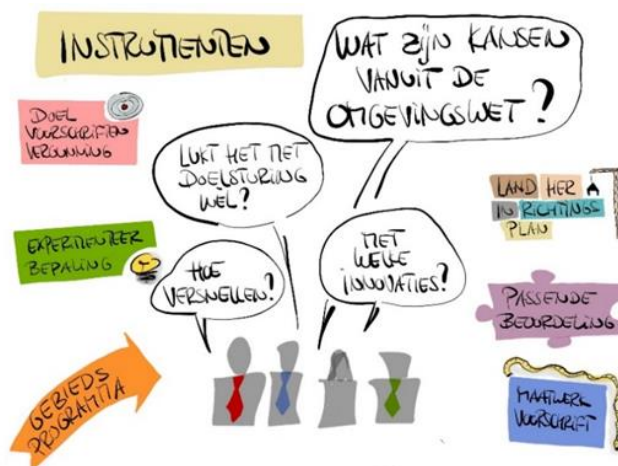 INSTRUMENTEN
WAT ZIJN KANSEN
VANUIT DE
OMGEVINGSWET?
DOEL
VOORSCHRIFTEN
VERGUNNING
LUKT HET MET
DOELSTURING
WEL?
LAND HER
IN RICHTINGS
PLAN
EXPERIMENTEER
BEPALING
HOE
VERSNELLEN?
MET
WELKE
INNOVATIES?
PASSENDE
BEOORDELING
GEBIEDS
PROGRAMMA
MAATWERK
VOORSCHRIFT